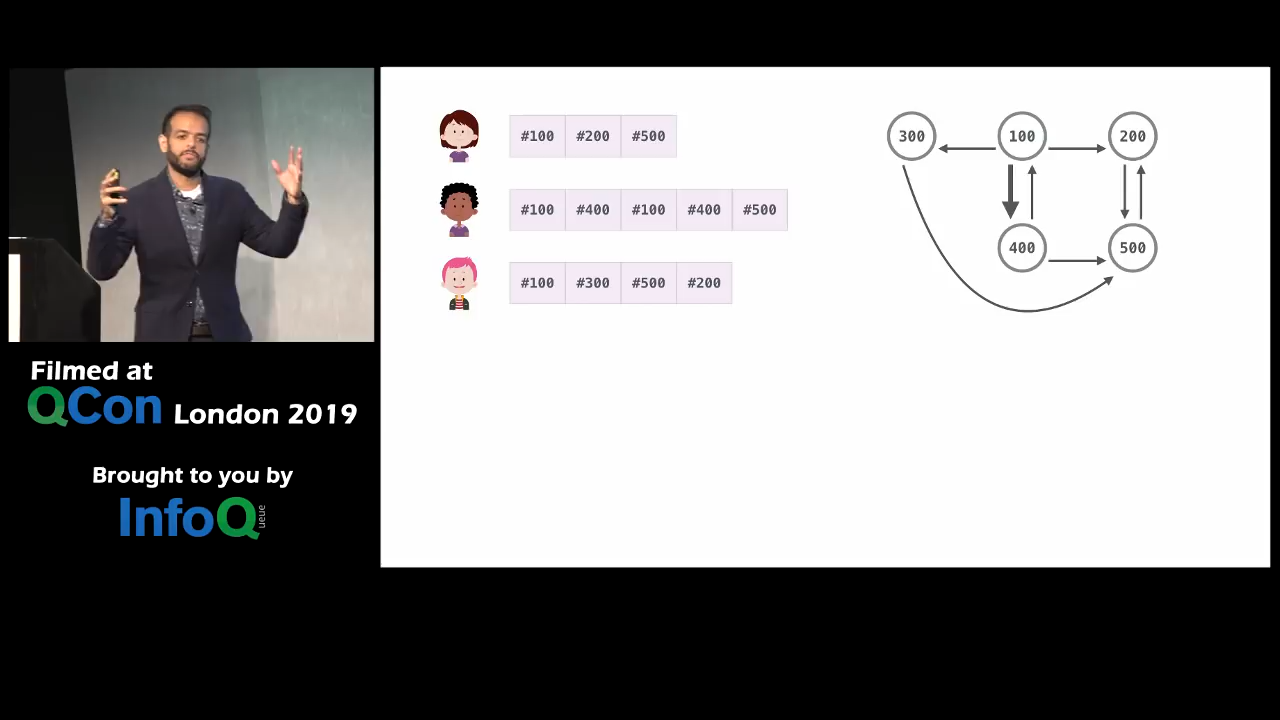 #100 #200 #500
#100 #400 #100 #400 #500
#100 #300 #500 #200
300 100 200
400 500
Filmed at
QCon London 2019
Brought to you by
InfoQ
ueue